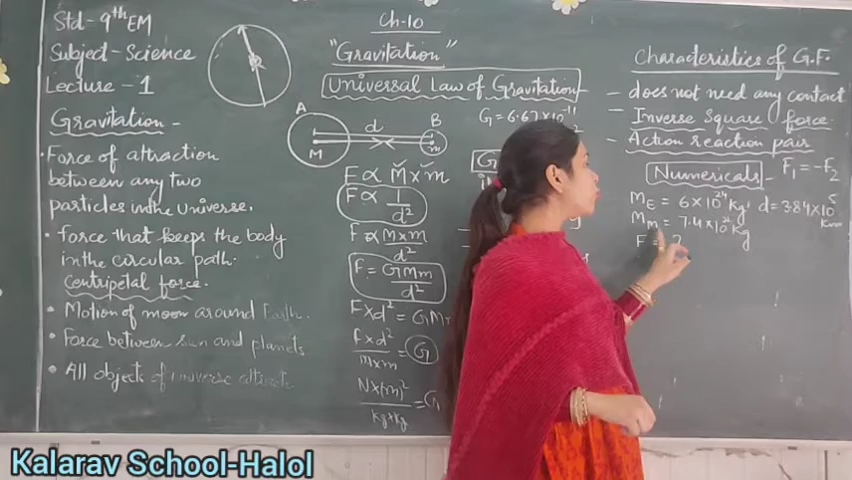 Std-9th EM
Subject-Science
Lecture-1
Gravitation-
• Force of attraction
between any two
particles in the Universe.
• force that keeps the body
in the circular path
centripetal force.
• Motion of moon around Earth.
• Force between sun and planets
• All objects of universe attract
Ch-10
"Gravitation"
Universal Law of Gravitation
A
B
d
M
m
F ∝ M × m
F ∝ 1/d²
F ∝ M×m/d²
F = GMm/d²
F×d² = G M
F×d²/m×m = G
N×(m)²/kg×kg = G
G = 6.67×10⁻¹¹
G
Characteristics of G.F.
- does not need any contact
- Inverse Square force.
- Action reaction pair
F₁ = -F₂
Numericals-
ME = 6×10²⁴ kg, d = 3.84×10⁵ km
Mm = 7.4×10²² kg
F = ?
Kalarav School-Halol